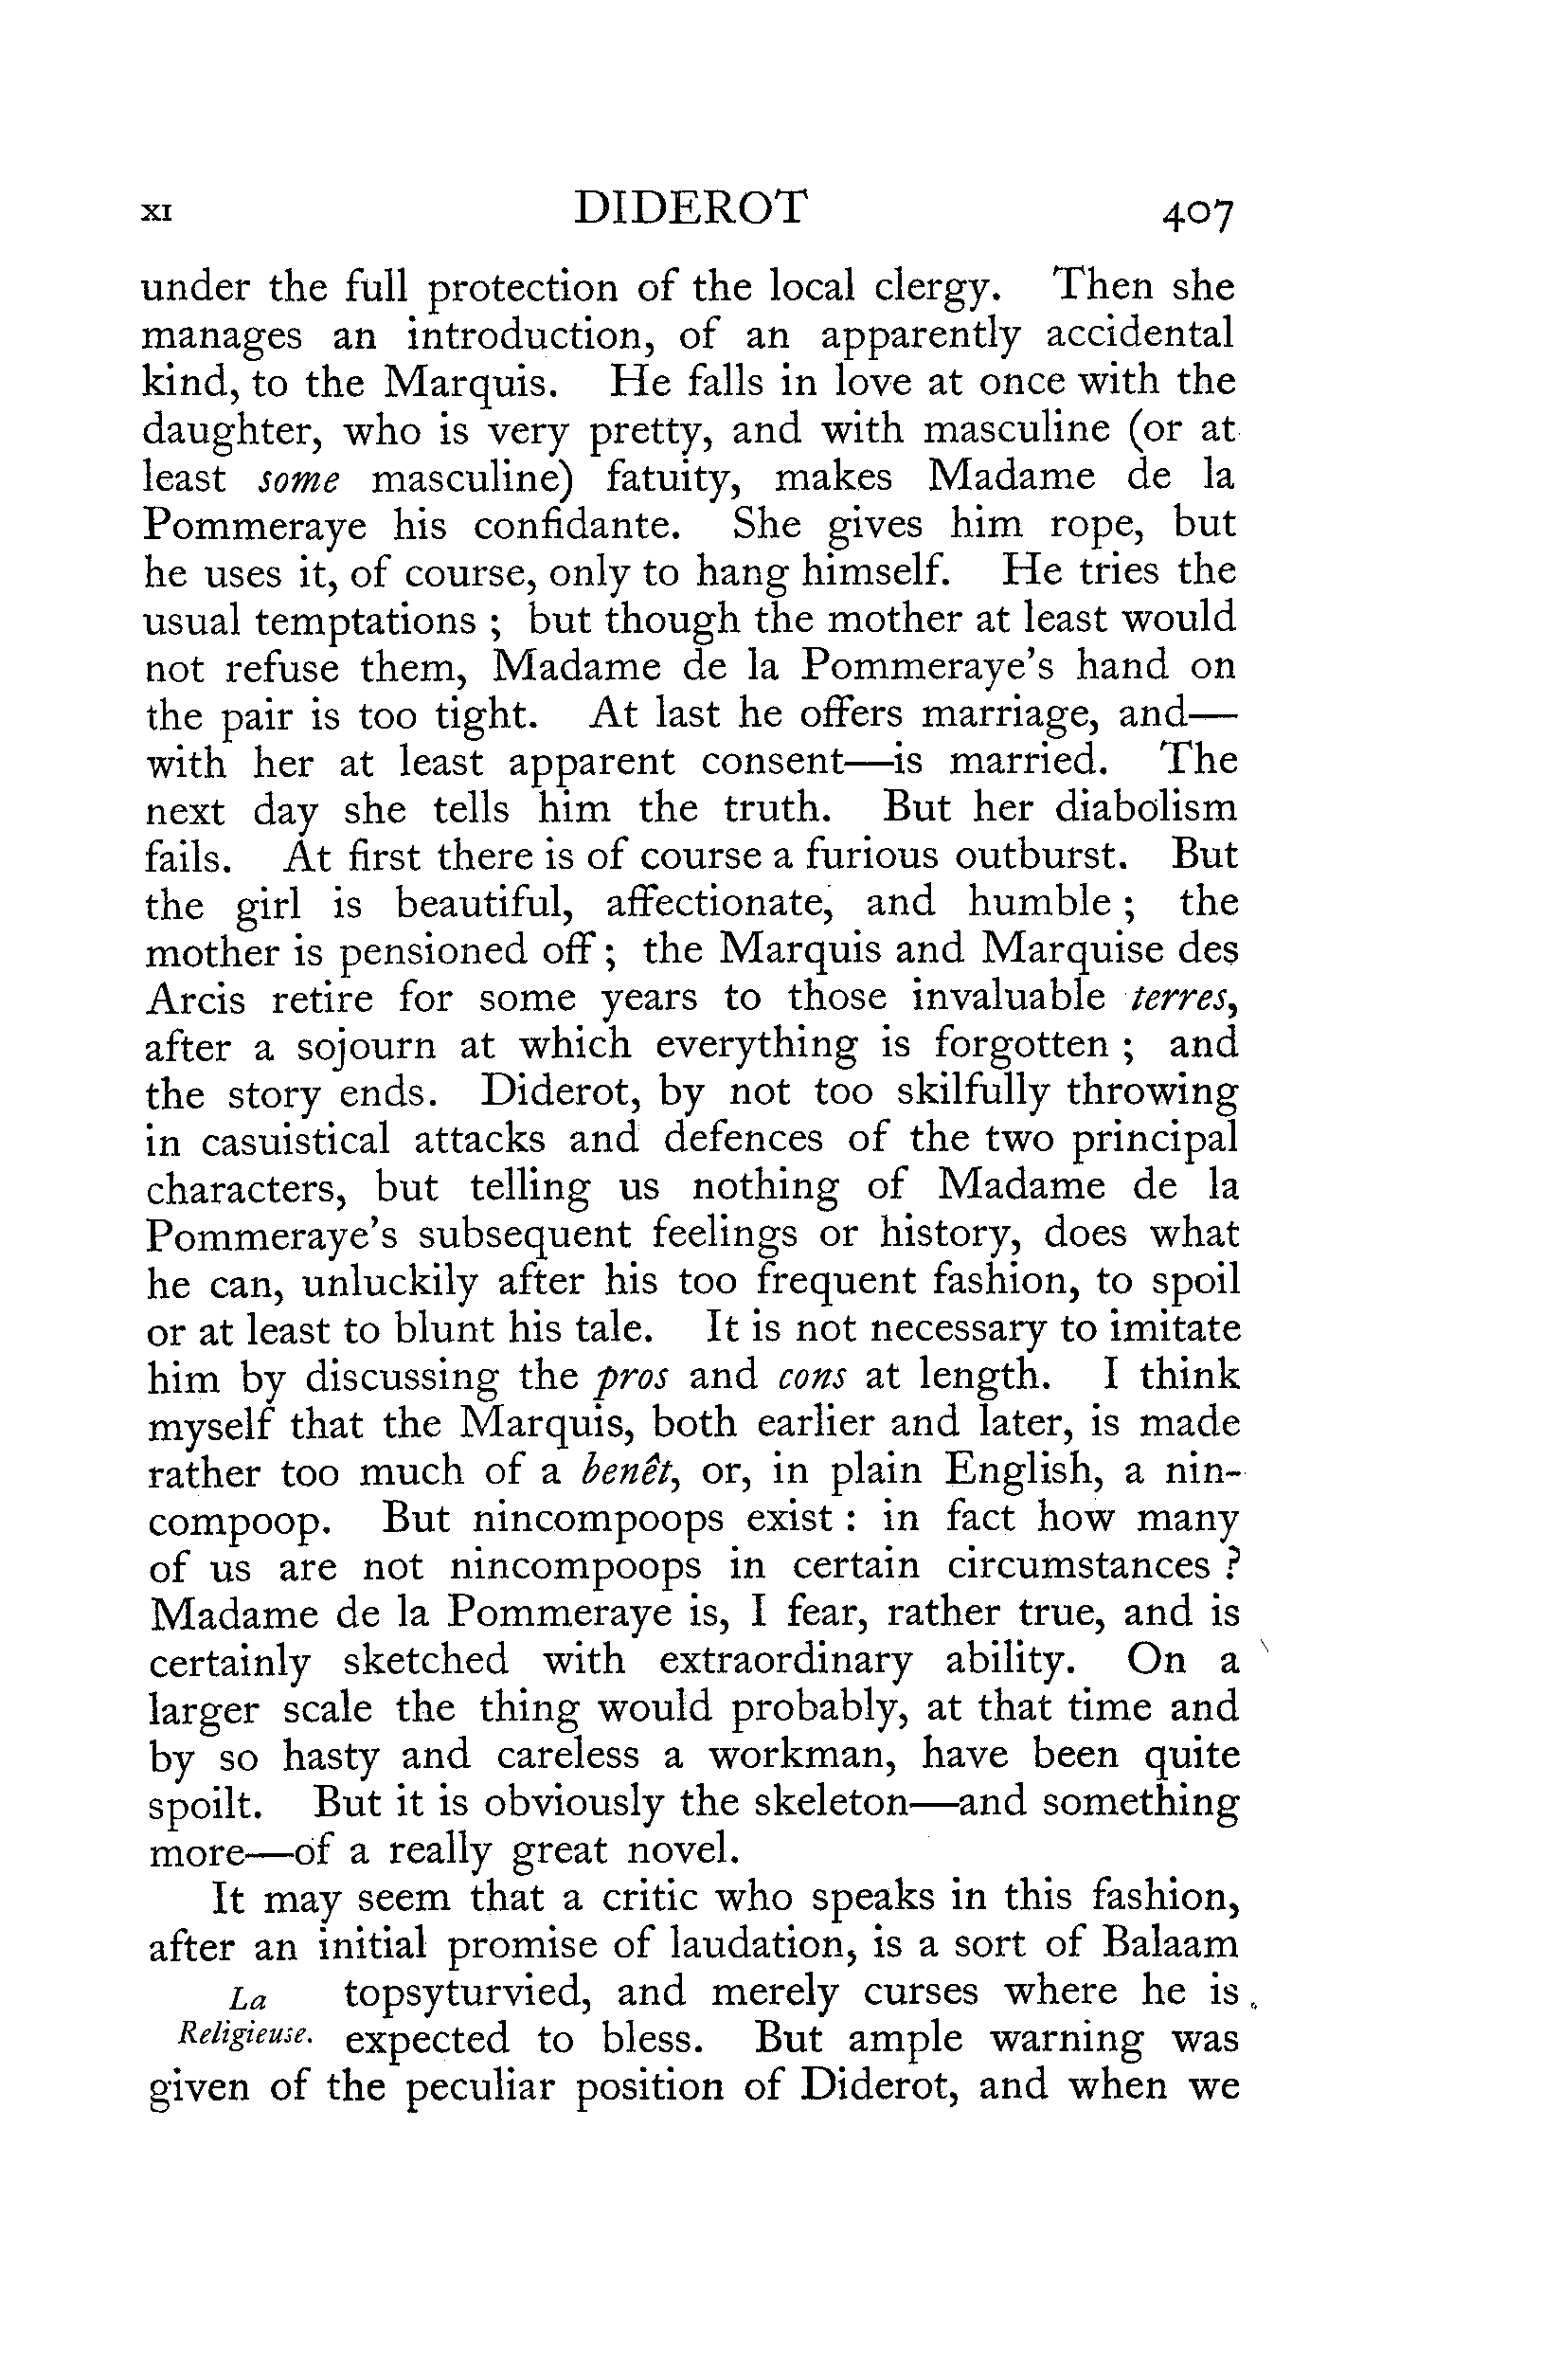 XI DIDEROT 407
under the full protection of the local clergy. Then she
manages an introduction, of an apparently accidental
kind, to the Marquis. He falls in love at once with the
daughter, who is very pretty, and with masculine (or at
least some masculine) fatuity, makes Madame de la
Pommeraye his confidante. She gives him rope, but
he uses it, of course, only to hang himself. He tries the
usual temptations ; but though the mother at least would
not refuse them, Madame de la Pommeraye's hand on
the pair is too tight. At last he offers marriage, and—
with her at least apparent consent—is married. The
next day she tells him the truth. But her diabolism
fails. At first there is of course a furious outburst. But
the girl is beautiful, affectionate, and humble ; the
mother is pensioned off ; the Marquis and Marquise des
Arcis retire for some years to those invaluable terres,
after a sojourn at which everything is forgotten ; and
the story ends. Diderot, by not too skilfully throwing
in casuistical attacks and defences of the two principal
characters, but telling us nothing of Madame de la
Pommeraye's subsequent feelings or history, does what
he can, unluckily after his too frequent fashion, to spoil
or at least to blunt his tale. It is not necessary to imitate
him by discussing the pros and cons at length. I think
myself that the Marquis, both earlier and later, is made
rather too much of a benêt, or, in plain English, a nin-
compoop. But nincompoops exist : in fact how many
of us are not nincompoops in certain circumstances ?
Madame de la Pommeraye is, I fear, rather true, and is
certainly sketched with extraordinary ability. On a
larger scale the thing would probably, at that time and
by so hasty and careless a workman, have been quite
spoilt. But it is obviously the skeleton—and something
more—of a really great novel.
It may seem that a critic who speaks in this fashion,
after an initial promise of laudation, is a sort of Balaam
La topsyturvied, and merely curses where he is
Religieuse. expected to bless. But ample warning was
given of the peculiar position of Diderot, and when we